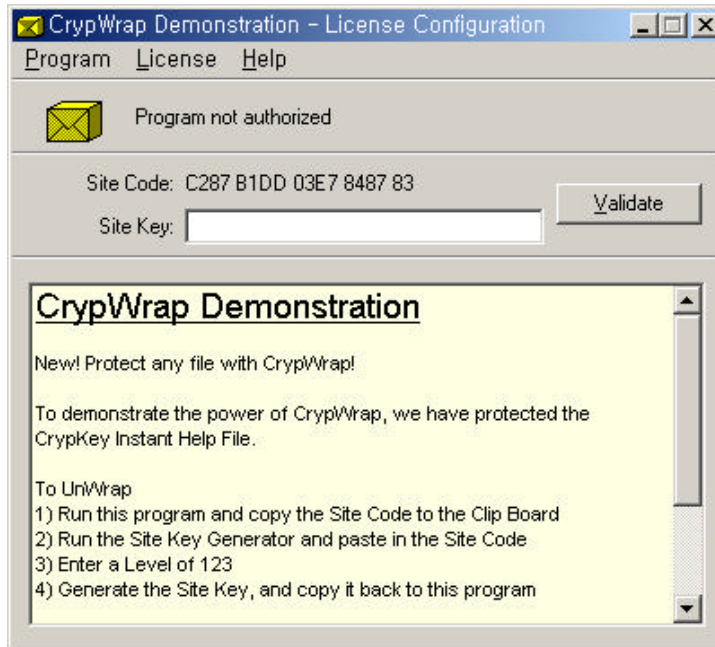 CrypWrap Demonstration - License Configuration
Program License Help
Program not authorized
Site Code: C287 B1DD 03E7 8487 83
Site Key:
Validate
CrypWrap Demonstration
New! Protect any file with CrypWrap!
To demonstrate the power of CrypWrap, we have protected the
CrypKey Instant Help File.
To UnWrap
1) Run this program and copy the Site Code to the Clip Board
2) Run the Site Key Generator and paste in the Site Code
3) Enter a Level of 123
4) Generate the Site Key, and copy it back to this program